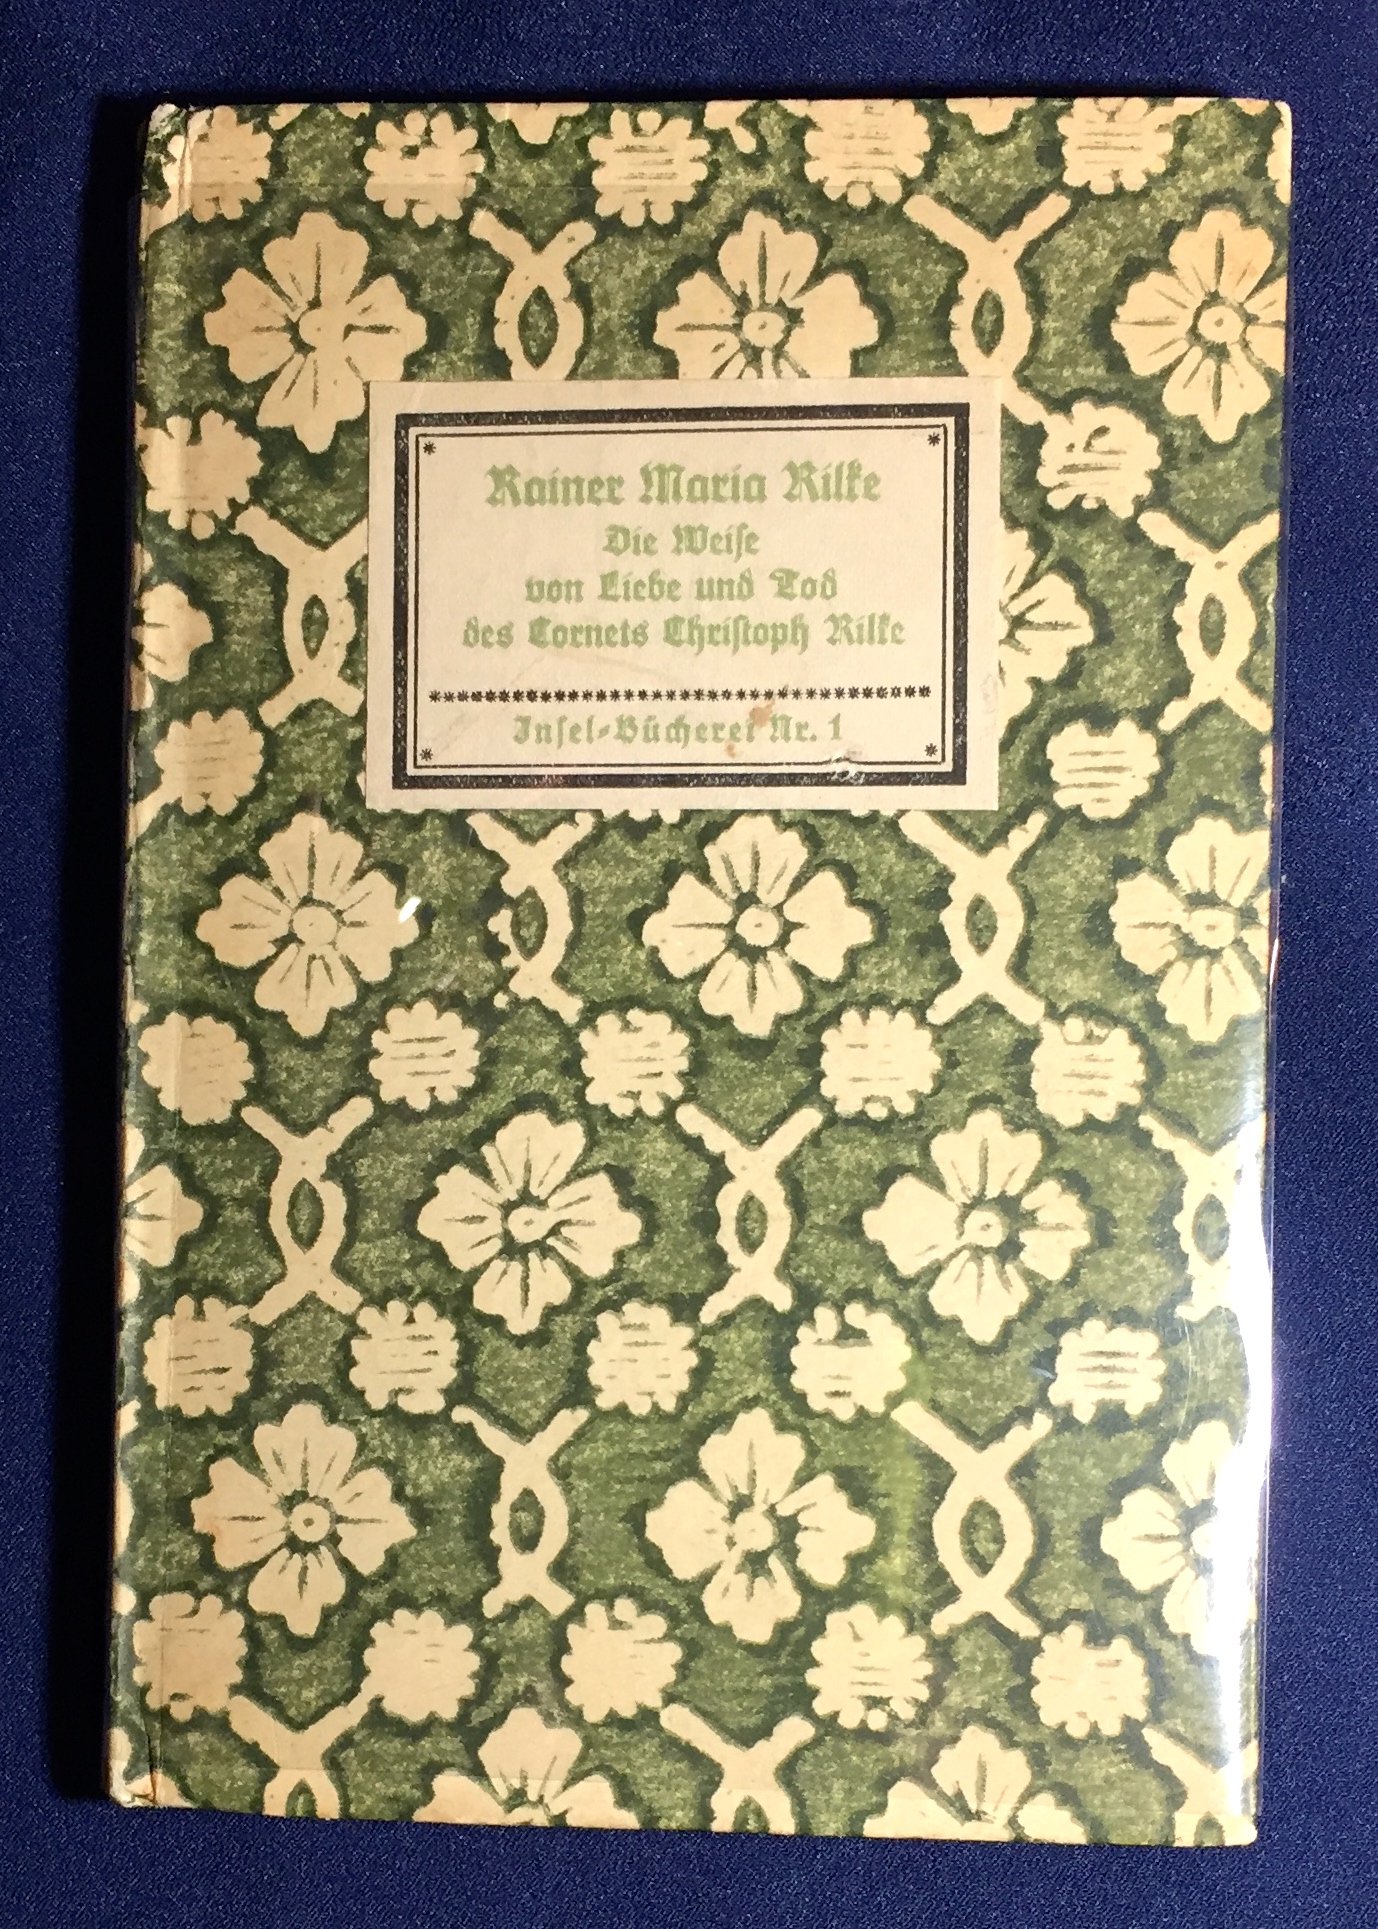 Rainer Maria Rilke
Die Weiſe
von Liebe und Tod
des Cornets Chriſtoph Rilke
Inſel-Bücherei Nr. 1